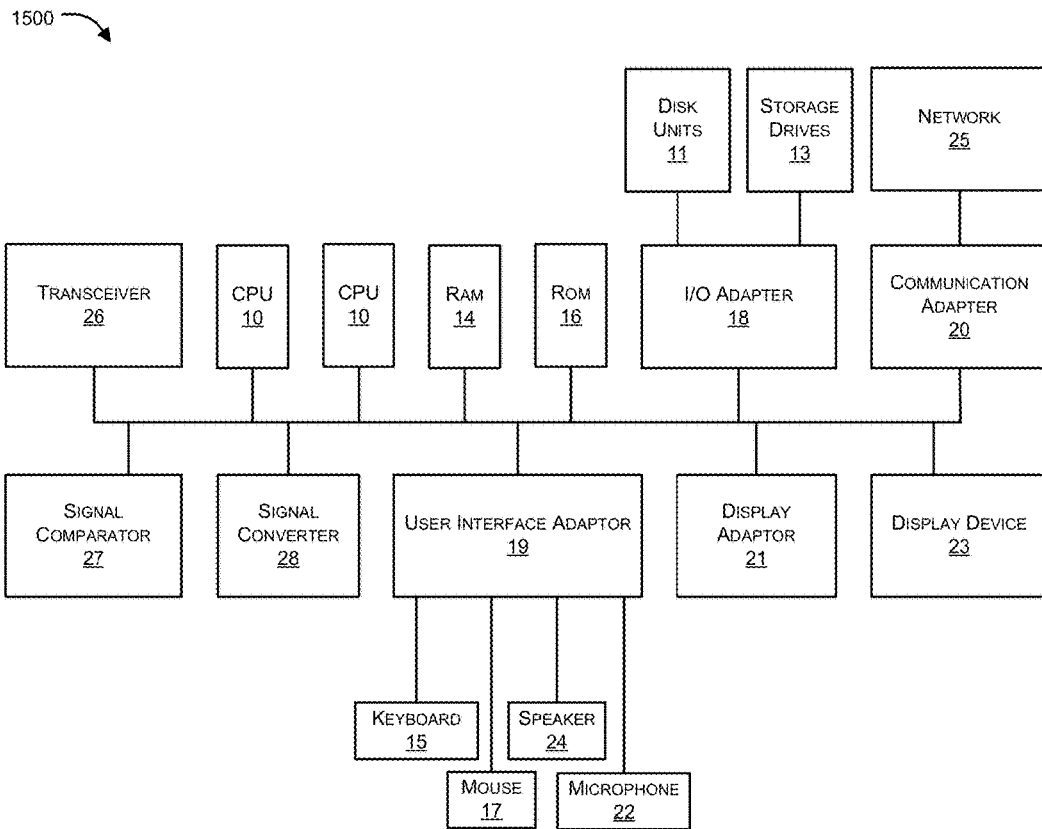 1500
DISK
UNITS
11
STORAGE
DRIVES
13
NETWORK
25
TRANSCEIVER
26
CPU
10
CPU
10
RAM
14
ROM
16
I/O ADAPTER
18
COMMUNICATION
ADAPTER
20
SIGNAL
COMPARATOR
27
SIGNAL
CONVERTER
28
USER INTERFACE ADAPTOR
19
DISPLAY
ADAPTOR
21
DISPLAY DEVICE
23
KEYBOARD
15
SPEAKER
24
MOUSE
17
MICROPHONE
22